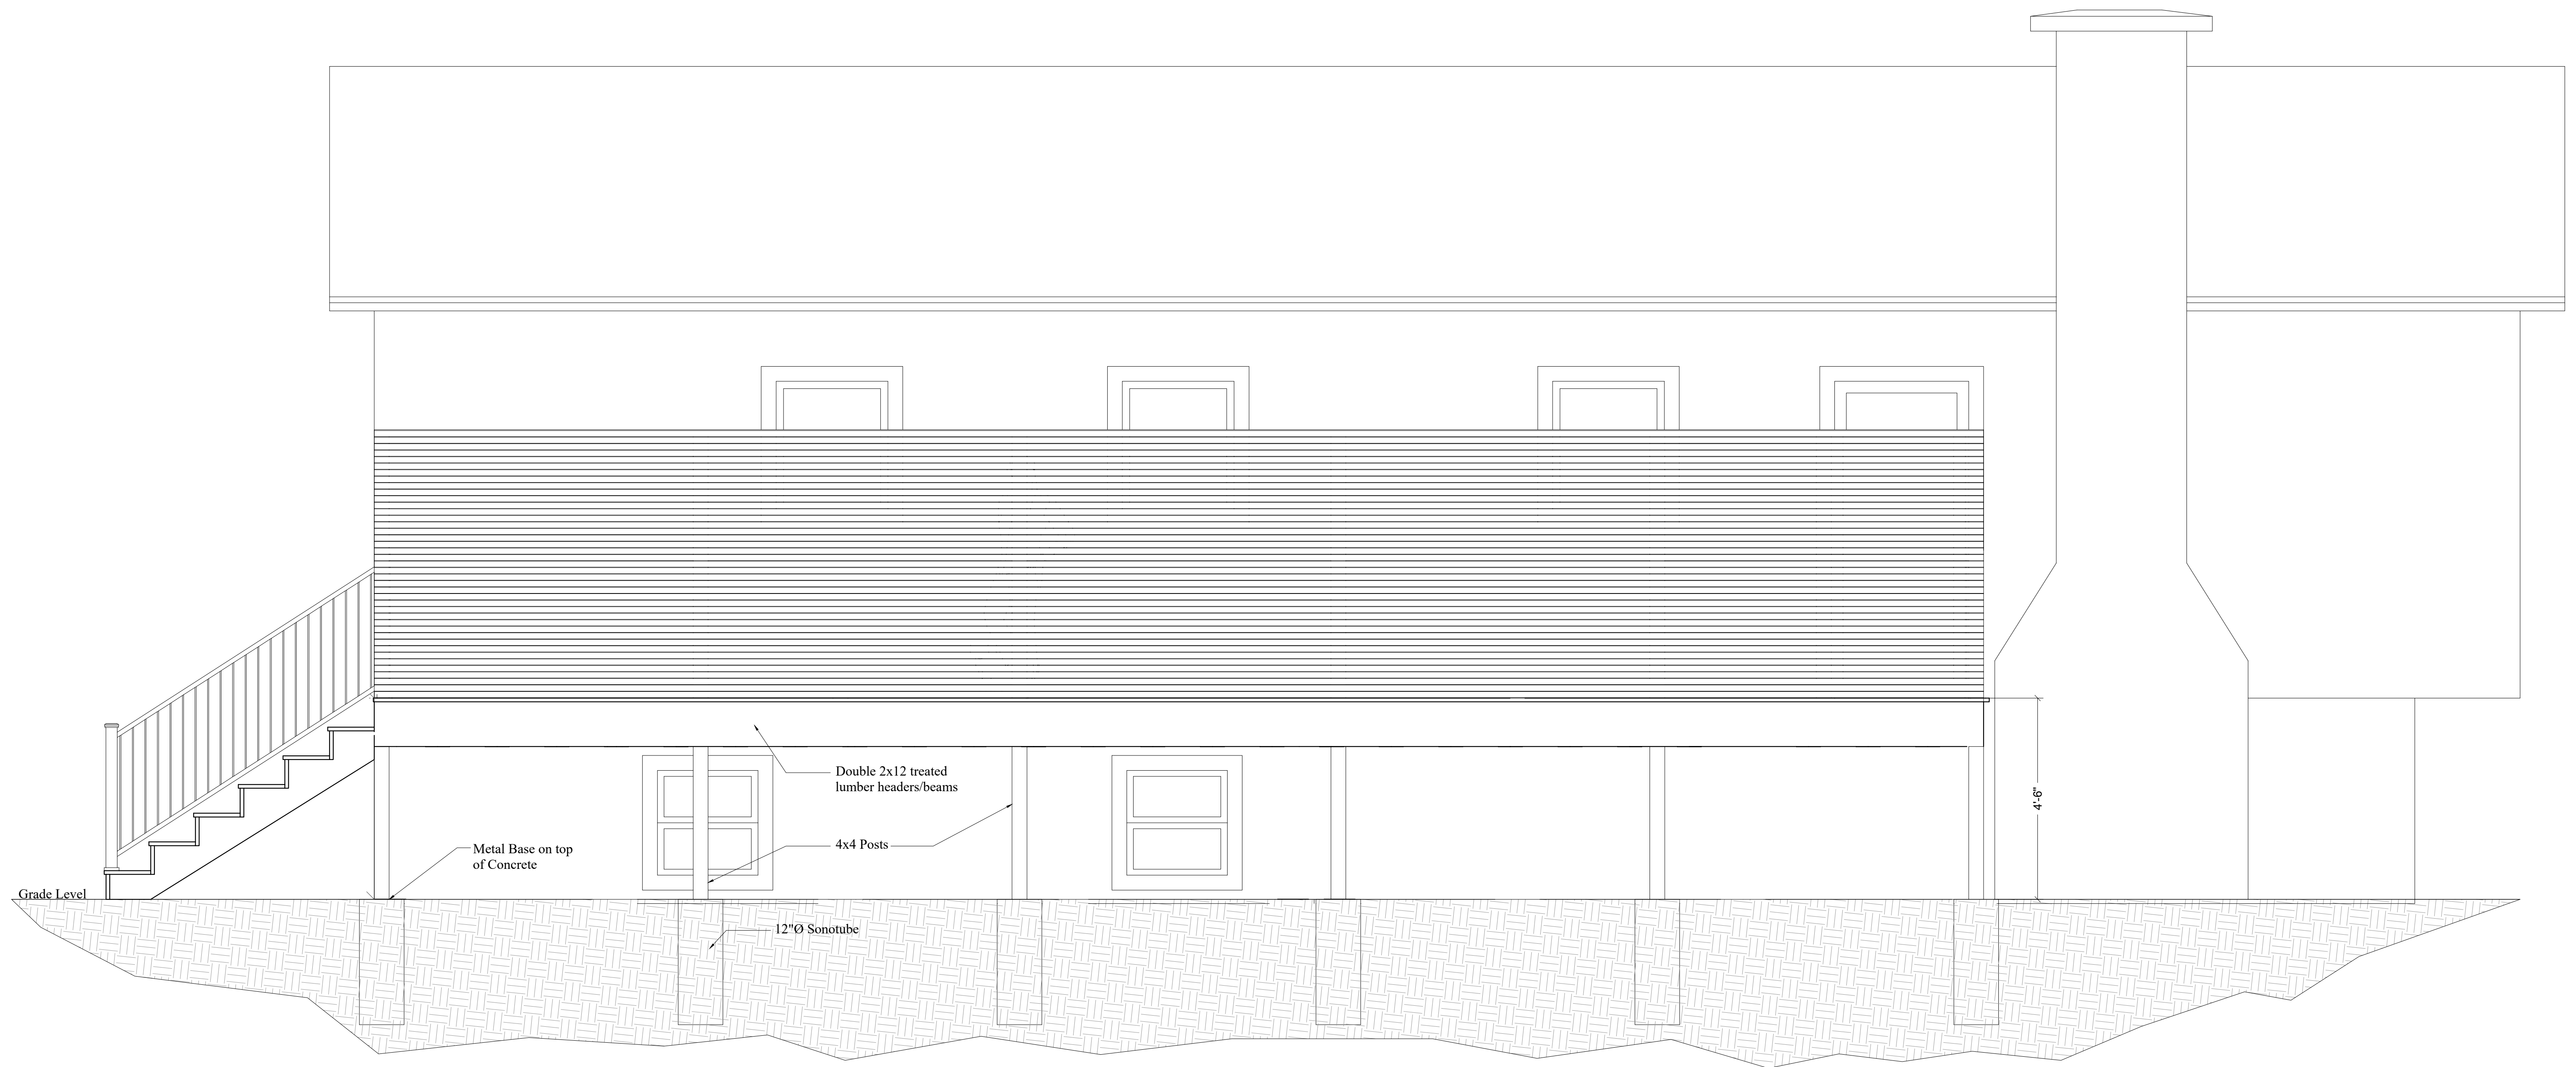 Double 2x12 treated
lumber headers/beams
4'-6"
4x4 Posts
Metal Base on top
of Concrete
Grade Level
12"Ø Sonotube